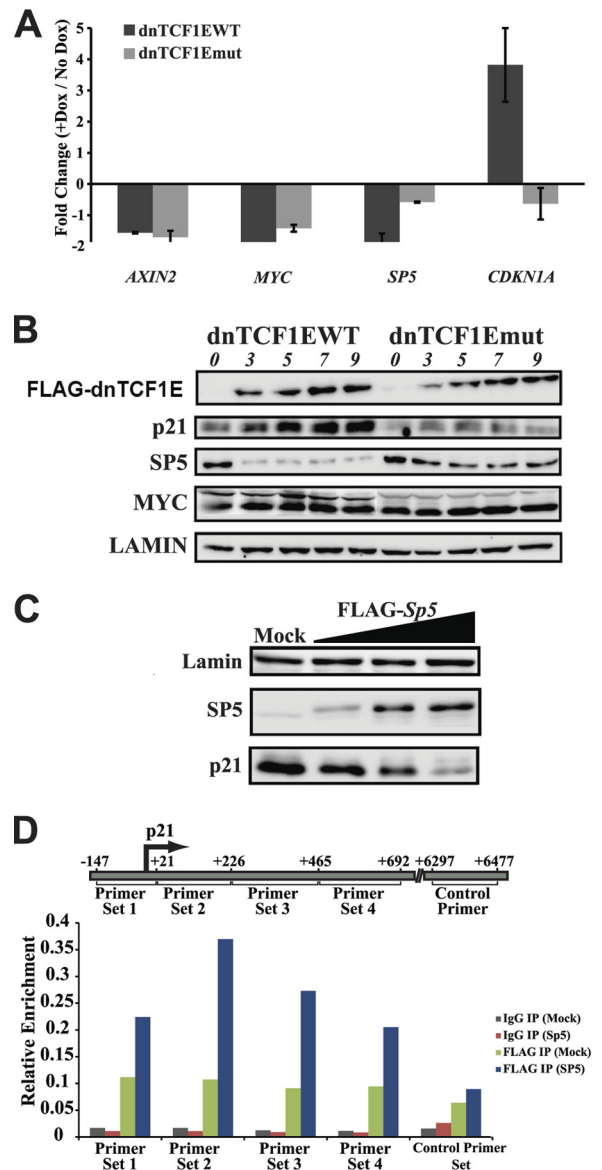 A
dnTCF1EWT
dnTCF1Emut
Fold Change (+Dox / No Dox)
5
4
3
2
1
0
-1
-2
AXIN2 MYC SP5 CDKN1A
B
dnTCF1EWT dnTCF1Emut
0 3 5 7 9 0 3 5 7 9
FLAG-dnTCF1E
p21
SP5
MYC
LAMIN
C
FLAG-Sp5
Mock
Lamin
SP5
p21
D
p21
-147 +21 +226 +465 +692 +6297 +6477
Primer Primer Primer Primer Control
Set 1 Set 2 Set 3 Set 4 Primer
Relative Enrichment
0.4
0.35
0.3
0.25
0.2
0.15
0.1
0.05
0
IgG IP (Mock)
IgG IP (Sp5)
FLAG IP (Mock)
FLAG IP (SP5)
Primer Primer Primer Primer Control Primer
Set 1 Set 2 Set 3 Set 4 Set